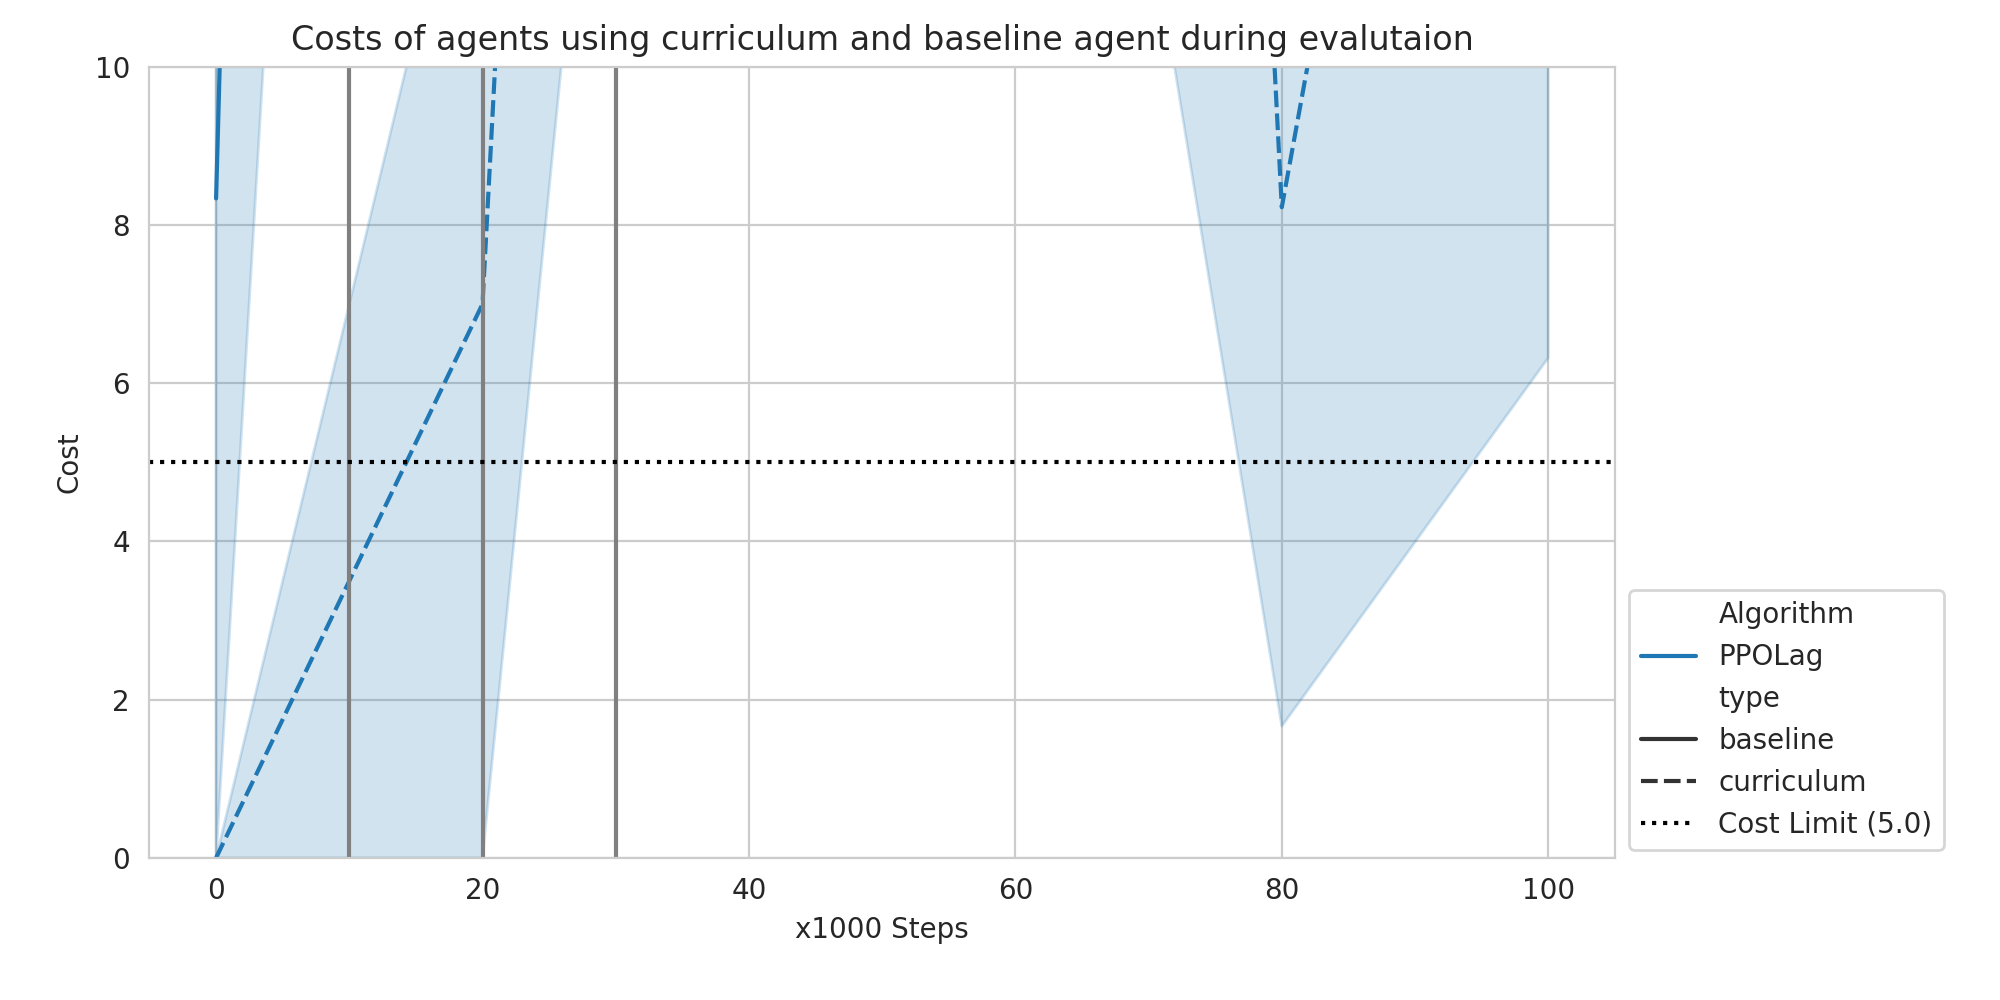 Costs of agents using curriculum and baseline agent during evalutaion
10
8
6
4
2
0
Cost
0 20 40 60 80 100
x1000 Steps
Algorithm
PPOLag
type
baseline
curriculum
Cost Limit (5.0)